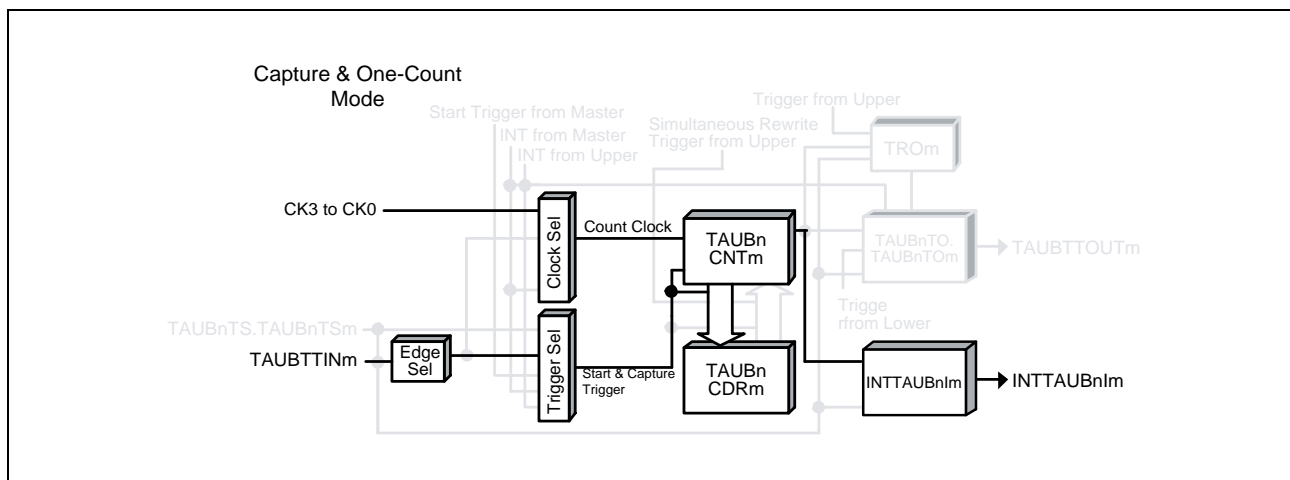 Capture & One-Count
Mode
Trigger from Upper
Start Trigger from Master
Simultaneous Rewrite
Trigger from Upper
INT from Master
INT from Upper
TROm
CK3 to CK0
Clock Sel
Count Clock
TAUBn
CNTm
TAUBnTO.
TAUBnTOm
TAUBTTOUTm
Trigge
rfrom Lower
TAUBnTS.TAUBnTSm
TAUBTTINm
Edge
Sel
Trigger Sel
Start & Capture
Trigger
TAUBn
CDRm
INTTAUBnIm
INTTAUBnIm